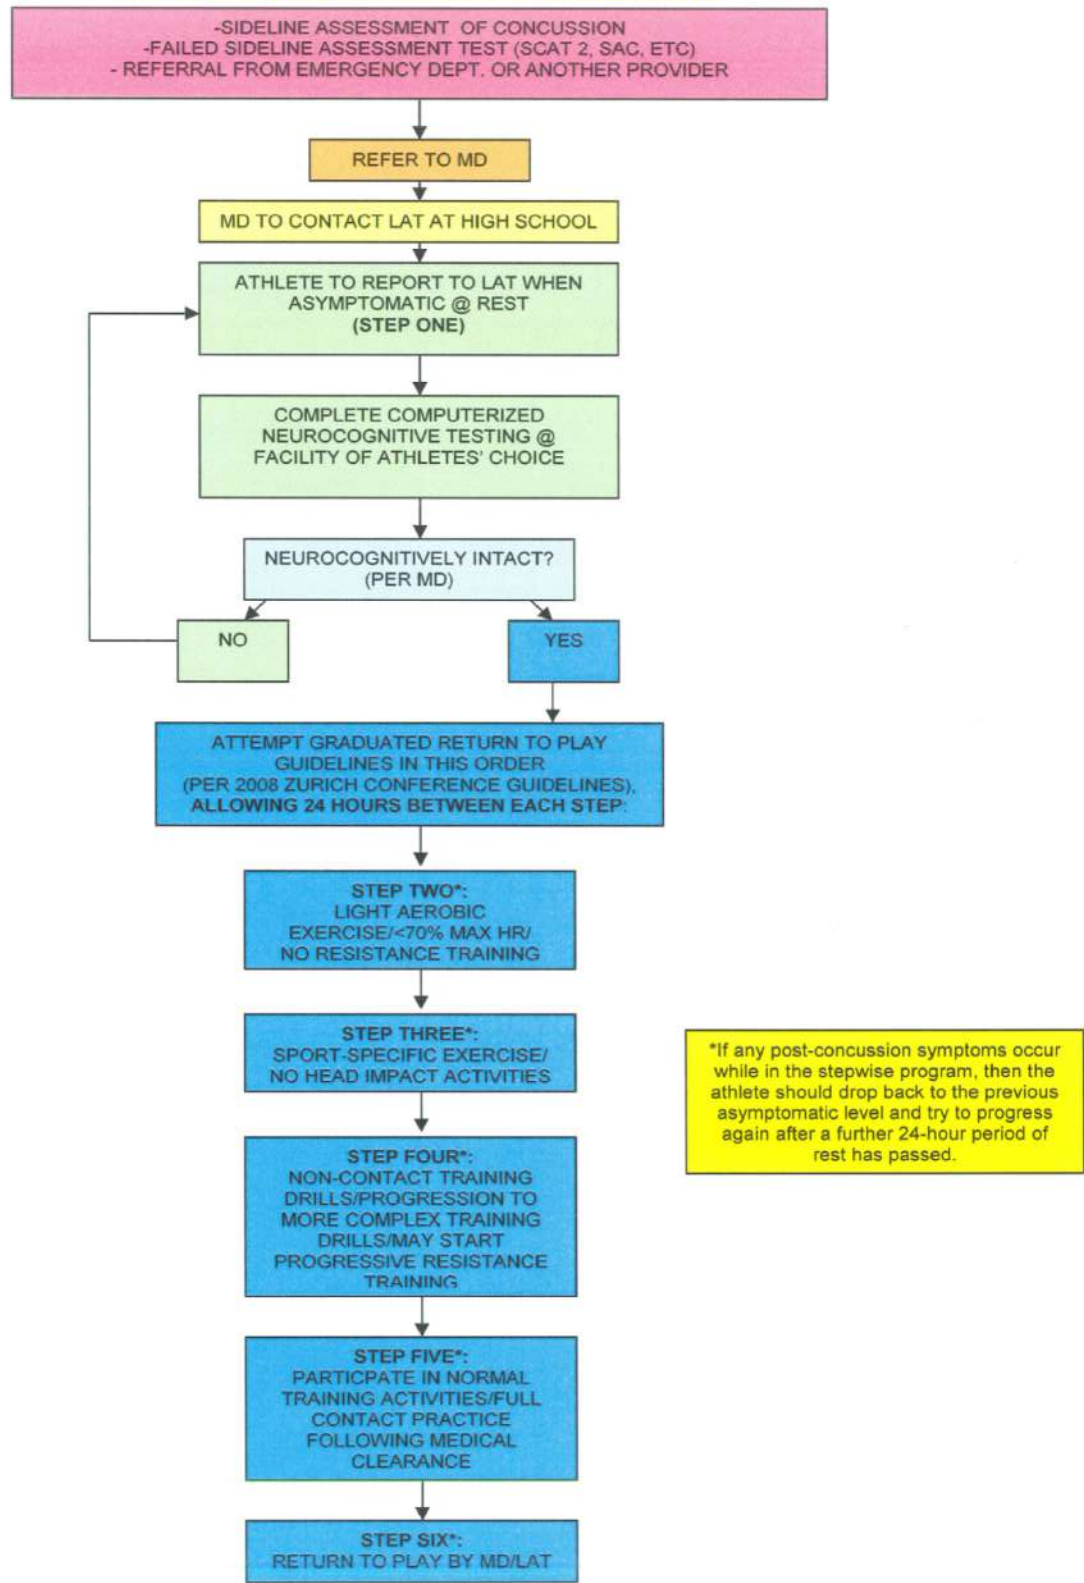 -SIDELINE ASSESSMENT OF CONCUSSION
-FAILED SIDELINE ASSESSMENT TEST (SCAT 2, SAC, ETC)
- REFERRAL FROM EMERGENCY DEPT. OR ANOTHER PROVIDER
REFER TO MD
MD TO CONTACT LAT AT HIGH SCHOOL
ATHLETE TO REPORT TO LAT WHEN
ASYMPTOMATIC @ REST
(STEP ONE)
COMPLETE COMPUTERIZED
NEUROCOGNITIVE TESTING @
FACILITY OF ATHLETES' CHOICE
NEUROCOGNITIVELY INTACT?
(PER MD)
NO
YES
ATTEMPT GRADUATED RETURN TO PLAY
GUIDELINES IN THIS ORDER
(PER 2008 ZURICH CONFERENCE GUIDELINES),
ALLOWING 24 HOURS BETWEEN EACH STEP:
STEP TWO*:
LIGHT AEROBIC
EXERCISE/<70% MAX HR/
NO RESISTANCE TRAINING
STEP THREE*:
SPORT-SPECIFIC EXERCISE/
NO HEAD IMPACT ACTIVITIES
*If any post-concussion symptoms occur
while in the stepwise program, then the
athlete should drop back to the previous
asymptomatic level and try to progress
again after a further 24-hour period of
rest has passed.
STEP FOUR*:
NON-CONTACT TRAINING
DRILLS/PROGRESSION TO
MORE COMPLEX TRAINING
DRILLS/MAY START
PROGRESSIVE RESISTANCE
TRAINING
STEP FIVE*:
PARTICPATE IN NORMAL
TRAINING ACTIVITIES/FULL
CONTACT PRACTICE
FOLLOWING MEDICAL
CLEARANCE
STEP SIX*:
RETURN TO PLAY BY MD/LAT